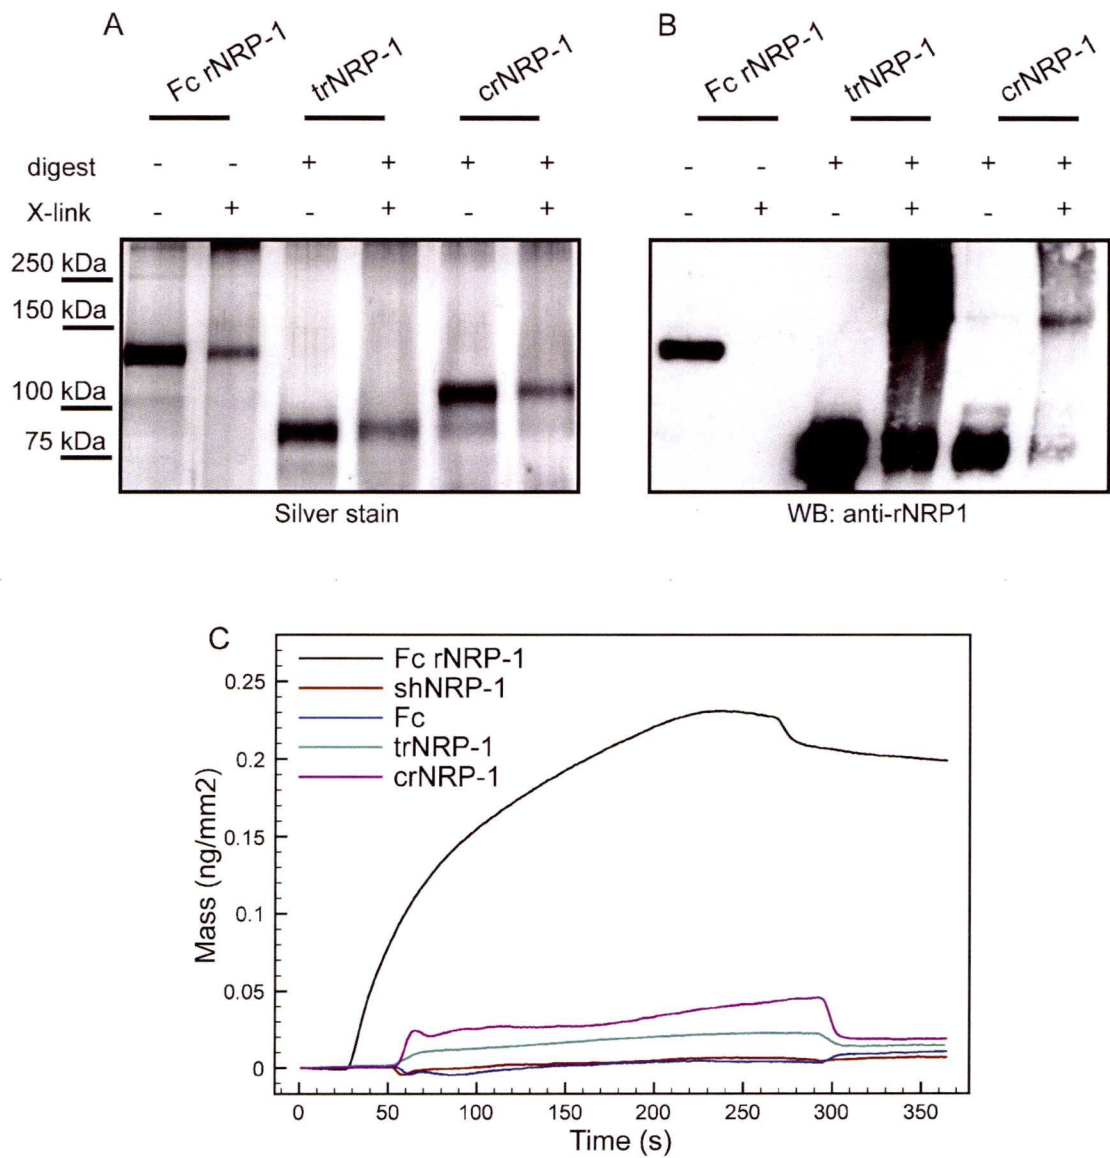 A
B
Fc rNRP-1
trNRP-1
crNRP-1
Fc rNRP-1
trNRP-1
crNRP-1
digest - - + + + + - - + + + +
X-link - + - + - + - + - + - +
250 kDa
150 kDa
100 kDa
75 kDa
Silver stain
WB: anti-rNRP1
C
Fc rNRP-1
shNRP-1
Fc
trNRP-1
crNRP-1
0.25
0.2
0.15
0.1
0.05
0
Mass (ng/mm2)
0 50 100 150 200 250 300 350
Time (s)